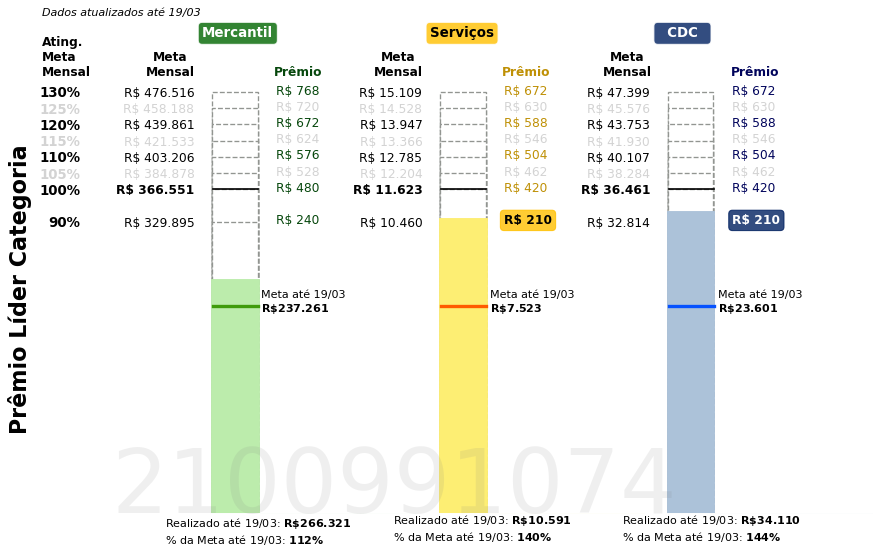 Dados atualizados até 19/03
Mercantil Serviços CDC
Ating. Meta Mensal
Meta Mensal Prêmio Meta Mensal Prêmio Meta Mensal Prêmio
130% R$ 476.516 R$ 768 R$ 15.109 R$ 672 R$ 47.399 R$ 672
125% R$ 458.188 R$ 720 R$ 14.528 R$ 630 R$ 45.576 R$ 630
120% R$ 439.861 R$ 672 R$ 13.947 R$ 588 R$ 43.753 R$ 588
115% R$ 421.533 R$ 624 R$ 13.366 R$ 546 R$ 41.930 R$ 546
110% R$ 403.206 R$ 576 R$ 12.785 R$ 504 R$ 40.107 R$ 504
105% R$ 384.878 R$ 528 R$ 12.204 R$ 462 R$ 38.284 R$ 462
100% R$ 366.551 R$ 480 R$ 11.623 R$ 420 R$ 36.461 R$ 420
90% R$ 329.895 R$ 240 R$ 10.460 R$ 210 R$ 32.814 R$ 210
Prêmio Líder Categoria
Meta até 19/03 Meta até 19/03 Meta até 19/03
R$237.261 R$7.523 R$23.601
2100991074
Realizado até 19/03: R$266.321 Realizado até 19/03: R$10.591 Realizado até 19/03: R$34.110
% da Meta até 19/03: 112% % da Meta até 19/03: 140% % da Meta até 19/03: 144%